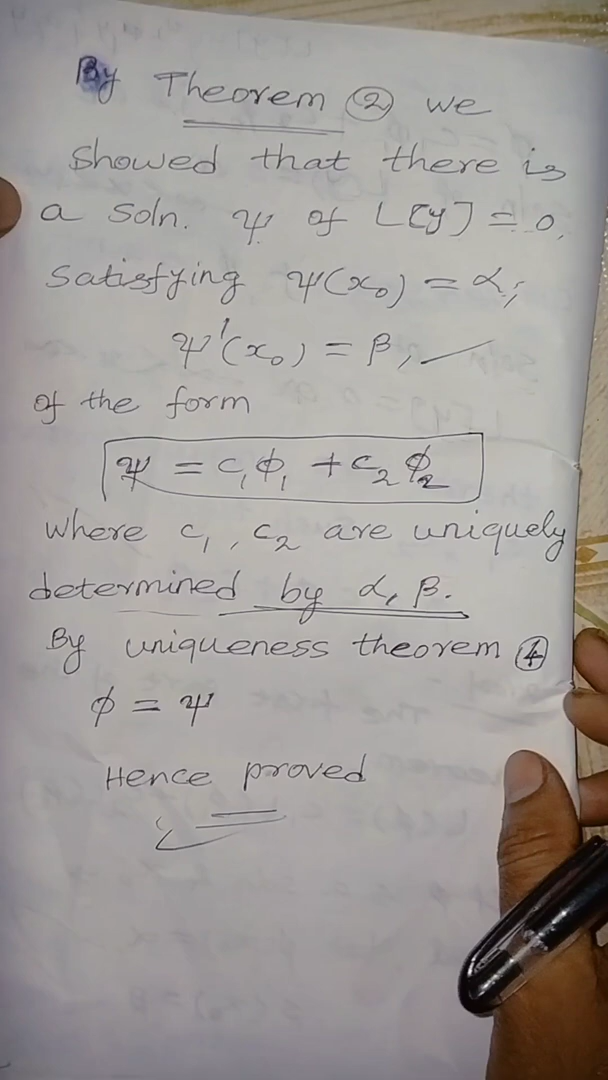 By Theorem ② we
showed that there is
a soln. ψ of L[y] = 0,
satisfying ψ(x₀) = α;
ψ'(x₀) = β,
of the form
ψ = c₁ϕ₁ + c₂ϕ₂
where c₁, c₂ are uniquely
determined by α, β.
By uniqueness theorem ④
ϕ = ψ
Hence proved